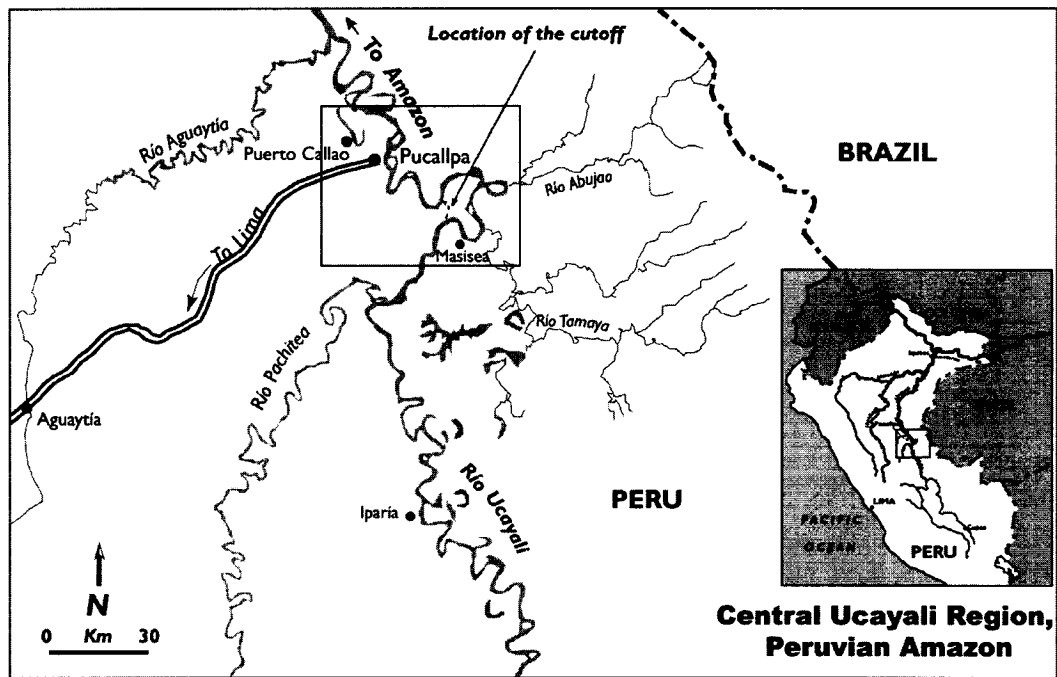 Location of the cutoff
To Amazon
Río Aguaytía
Puerto Callao
Pucallpa
BRAZIL
Río Abujao
To Lima
Masisea
Río Tamaya
Río Pachitea
Aguaytía
Río Ucayali
PERU
Iparía
LIMA
PACIFIC
OCEAN
PERU
N
0 Km 30
Central Ucayali Region,
Peruvian Amazon